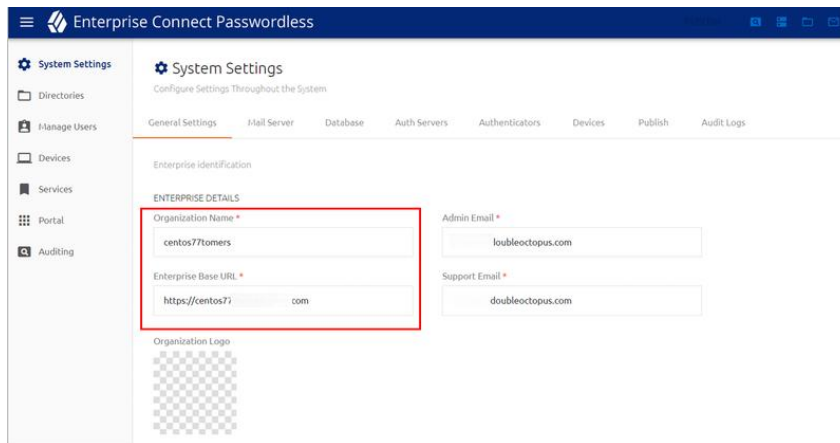 Enterprise Connect Passwordless
System Settings
Directories
Manage Users
Devices
Services
Portal
Auditing
System Settings
Configure Settings Throughout the System
General Settings Mail Server Database Auth Servers Authenticators Devices Publish Audit Logs
Enterprise identification
ENTERPRISE DETAILS
Organization Name * Admin Email *
centos77tomers loubleoctopus.com
Enterprise Base URL * Support Email *
https://centos77 com doubleoctopus.com
Organization Logo